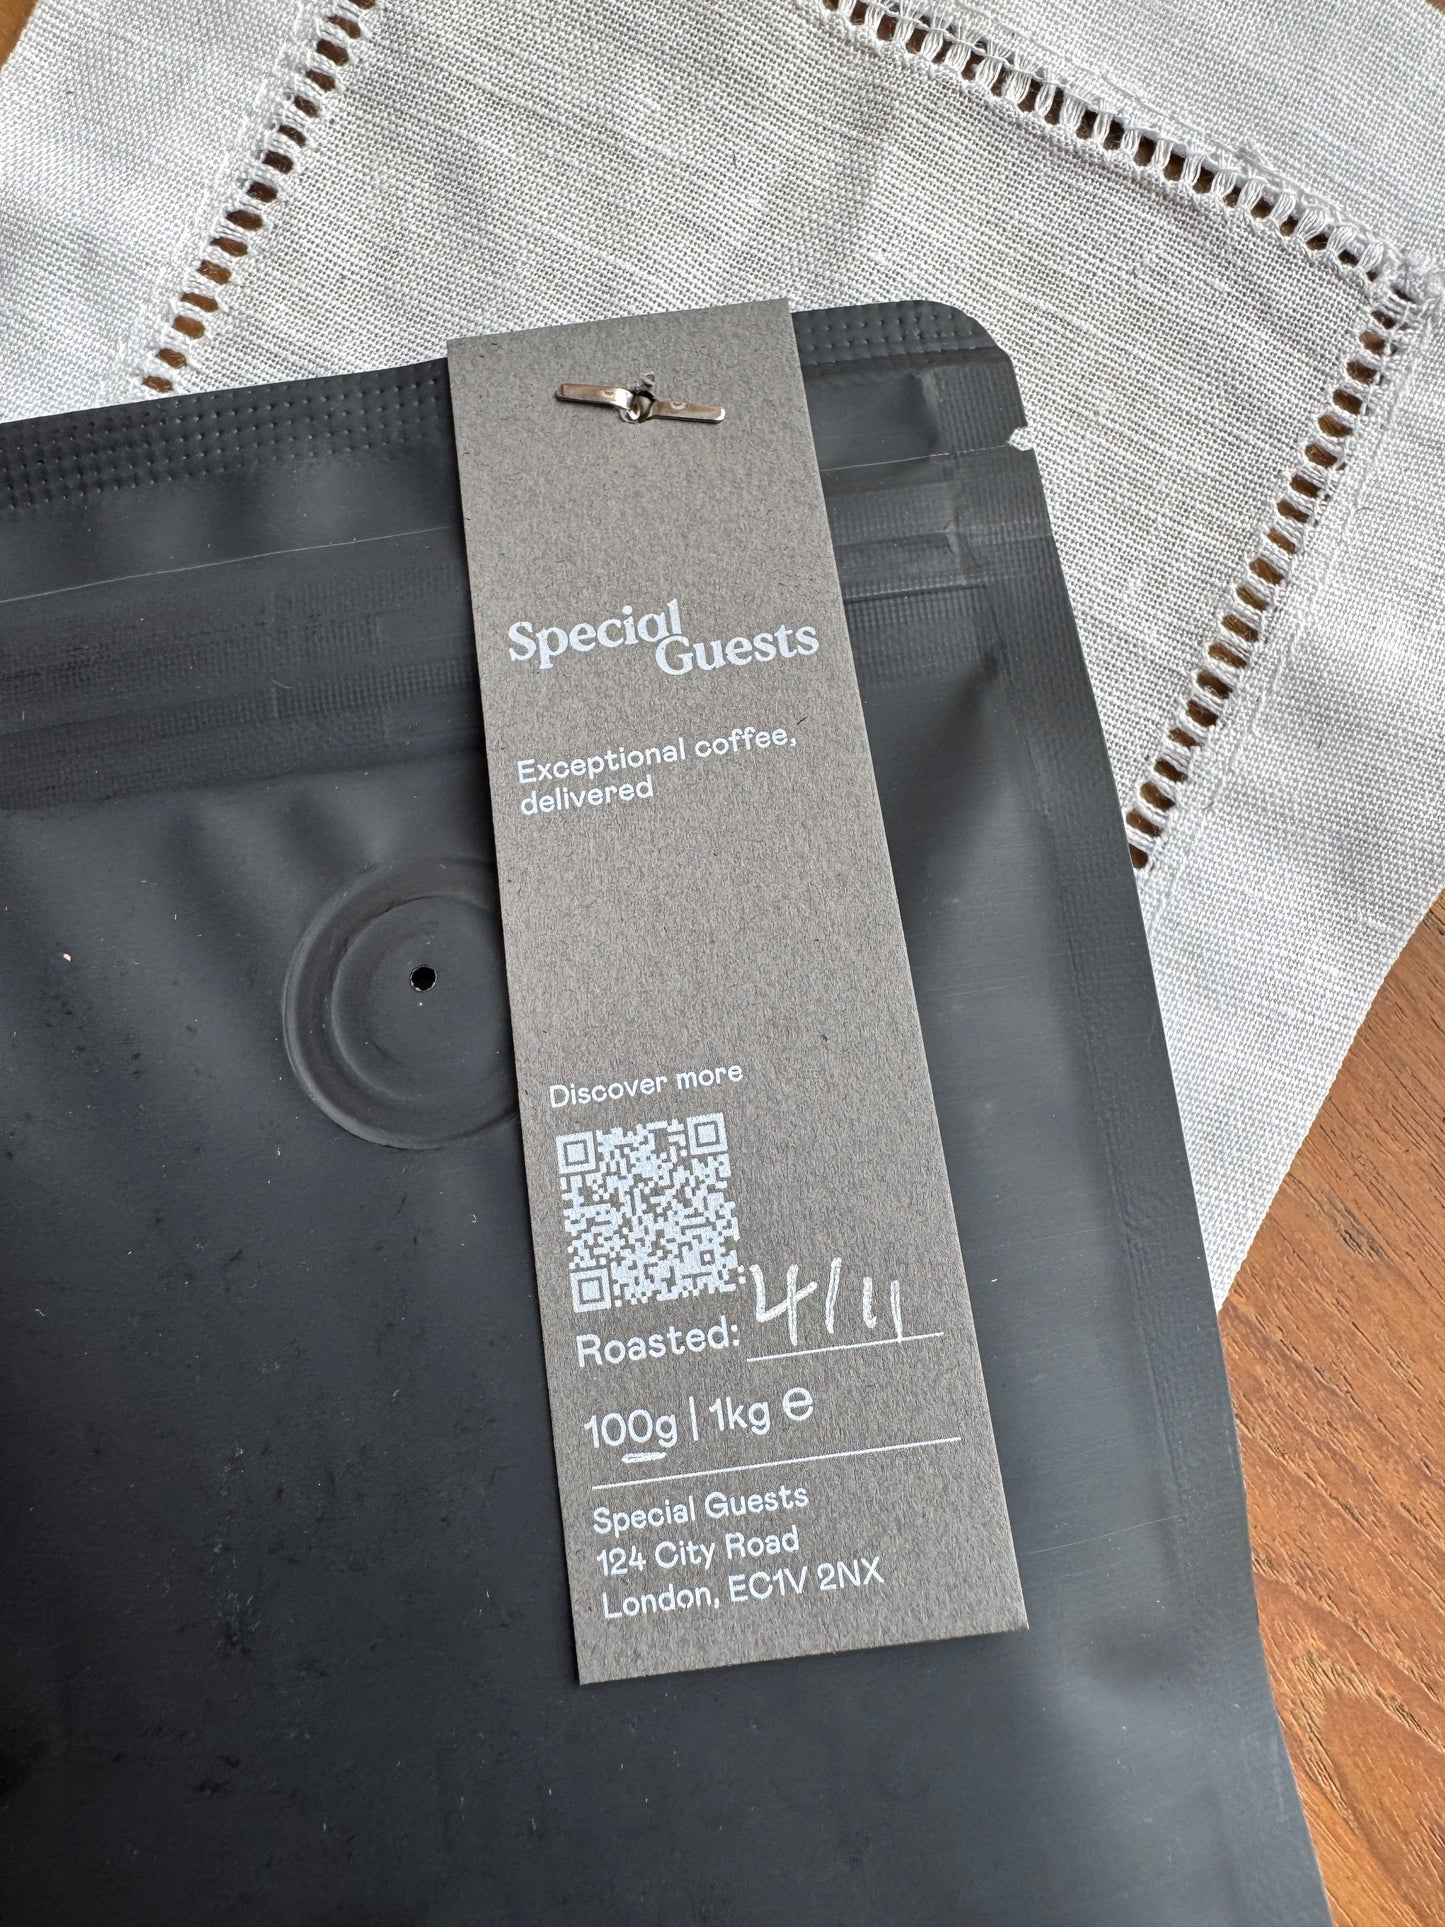 Special
Guests
Exceptional coffee,
delivered
Discover more
Roasted: 4/11
100g | 1kg e
Special Guests
124 City Road
London, EC1V 2NX